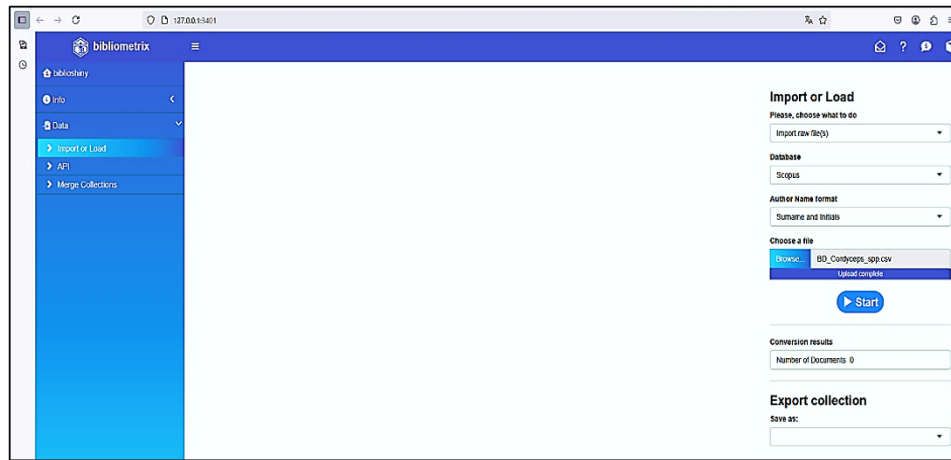 127.0.0.1:3401
bibliometrix
biblioshiny
Info
Data
Import or Load
API
Merge Collections
Import or Load
Please, choose what to do
Import raw file(s)
Database
Scopus
Author Name format
Surname and Initials
Choose a file
Browse... BD_Cordyceps_spp.csv
Upload complete
Start
Conversion results
Number of Documents 0
Export collection
Save as: